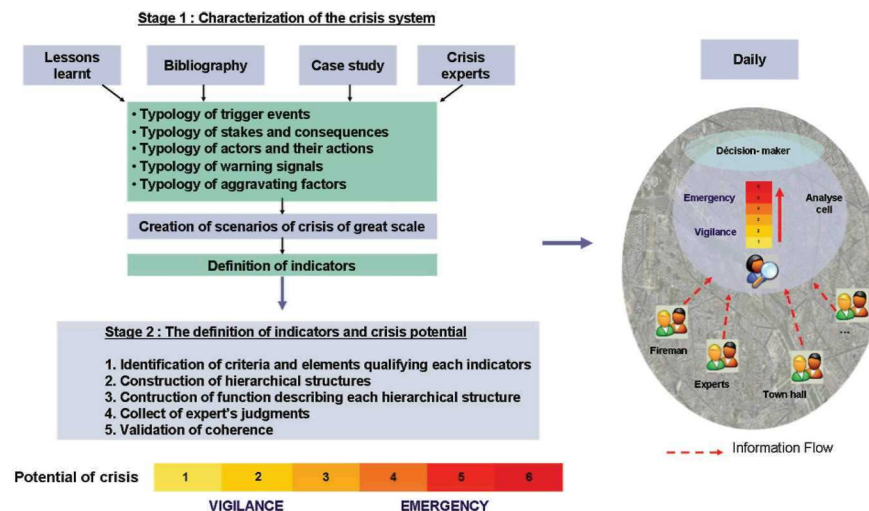 Stage 1 : Characterization of the crisis system
Lessons
learnt
Bibliography
Case study
Crisis
experts
• Typology of trigger events
• Typology of stakes and consequences
• Typology of actors and their actions
• Typology of warning signals
• Typology of aggravating factors
Creation of scenarios of crisis of great scale
Definition of indicators
Stage 2 : The definition of indicators and crisis potential
1. Identification of criteria and elements qualifying each indicators
2. Construction of hierarchical structures
3. Contruction of function describing each hierarchical structure
4. Collect of expert's judgments
5. Validation of coherence
Potential of crisis
1 2 3 4 5 6
VIGILANCE EMERGENCY
Daily
Décision- maker
Emergency
Vigilance
Analyse
cell
Fireman
Experts
Town hall
...
Information Flow